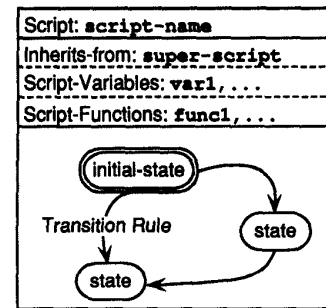 Script: script-name
Inherits-from: super-script
Script-Variables: var1,...
Script-Functions: func1,...
initial-state
Transition Rule
state
state